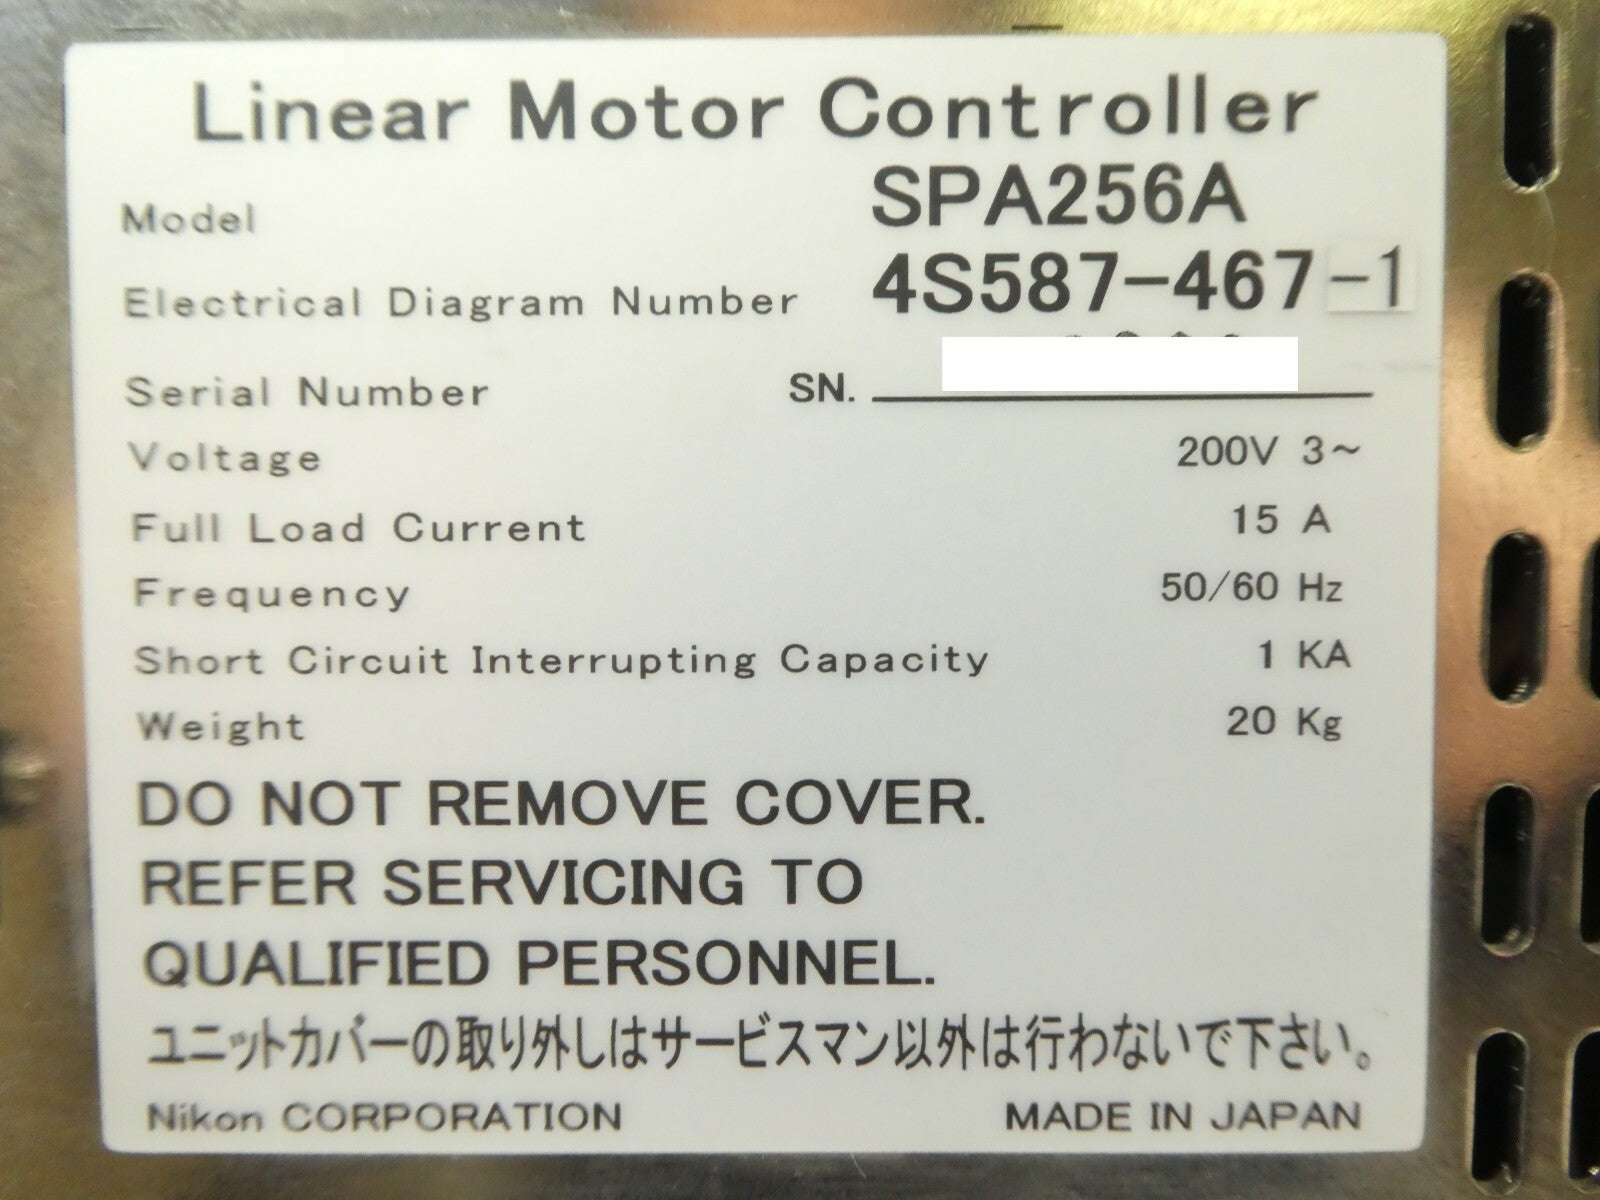 Linear Motor Controller
Model SPA256A
Electrical Diagram Number 4S587-467-1
Serial Number SN.
Voltage 200V 3~
Full Load Current 15 A
Frequency 50/60 Hz
Short Circuit Interrupting Capacity 1 KA
Weight 20 Kg
DO NOT REMOVE COVER.
REFER SERVICING TO
QUALIFIED PERSONNEL.
ユニットカバーの取り外しはサービスマン以外は行わないで下さい。
Nikon CORPORATION MADE IN JAPAN